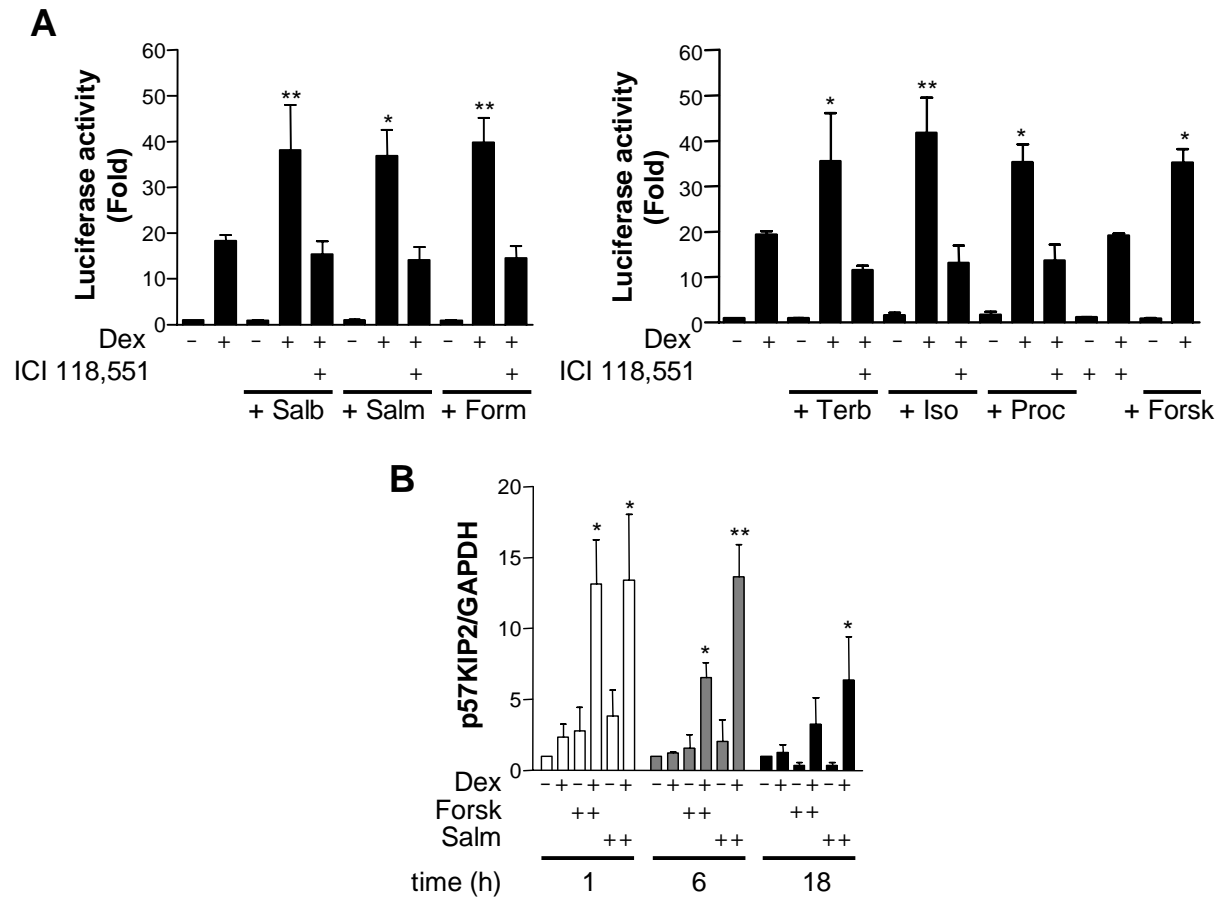 A
Luciferase activity
(Fold)
60
50
40
30
20
10
0
** * **
Dex - + - + + - + + - + +
ICI 118,551 + + +
+ Salb + Salm + Form
Luciferase activity
(Fold)
60
50
40
30
20
10
0
* ** * *
Dex - + - + + - + + - + + - + - +
ICI 118,551 + + + + +
+ Terb + Iso + Proc + Forsk
B
p57KIP2/GAPDH
20
15
10
5
0
* * * ** *
Dex - + - + - + - + - + - + - + - + - +
Forsk ++ ++ ++
Salm ++ ++ ++
time (h) 1 6 18